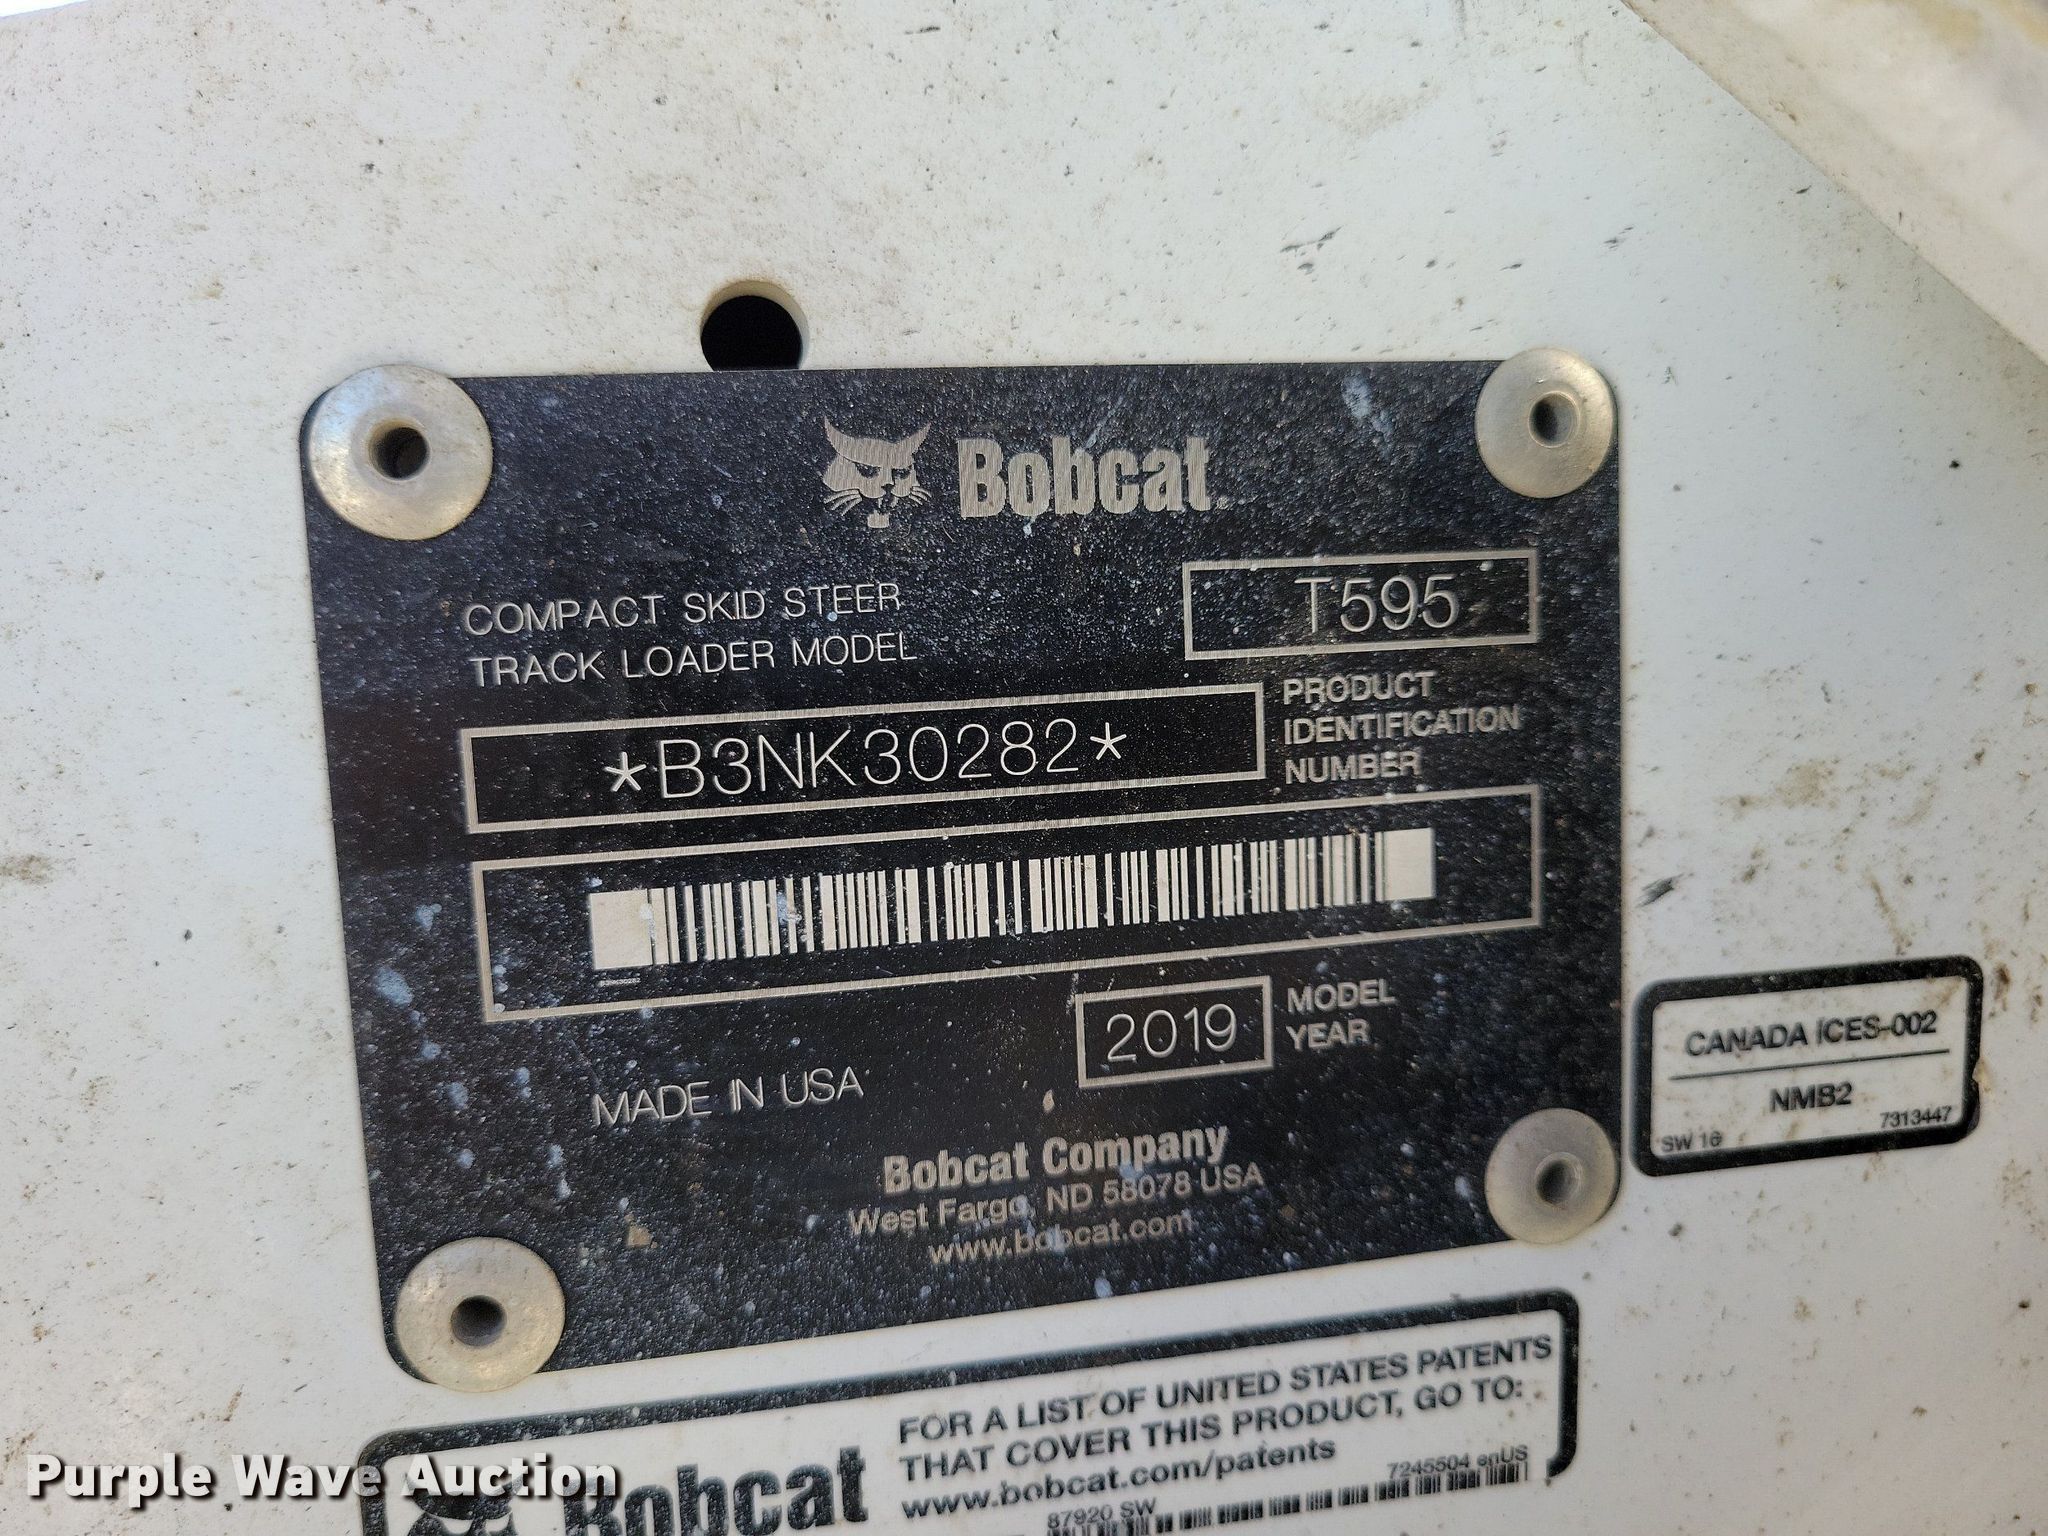 Bobcat
COMPACT SKID STEER
TRACK LOADER MODEL
T595
*B3NK30282*
PRODUCT
IDENTIFICATION
NUMBER
B3NK30282
2019
MODEL
YEAR
MADE IN USA
Bobcat Company
West Fargo, ND 58078 USA
www.bobcat.com
CANADA ICES-002
NMB2
SW 16
7313447
Bobcat
FOR A LIST OF UNITED STATES PATENTS
THAT COVER THIS PRODUCT, GO TO:
www.bobcat.com/patents
7245504 enUS
87920 SW
Purple Wave Auction